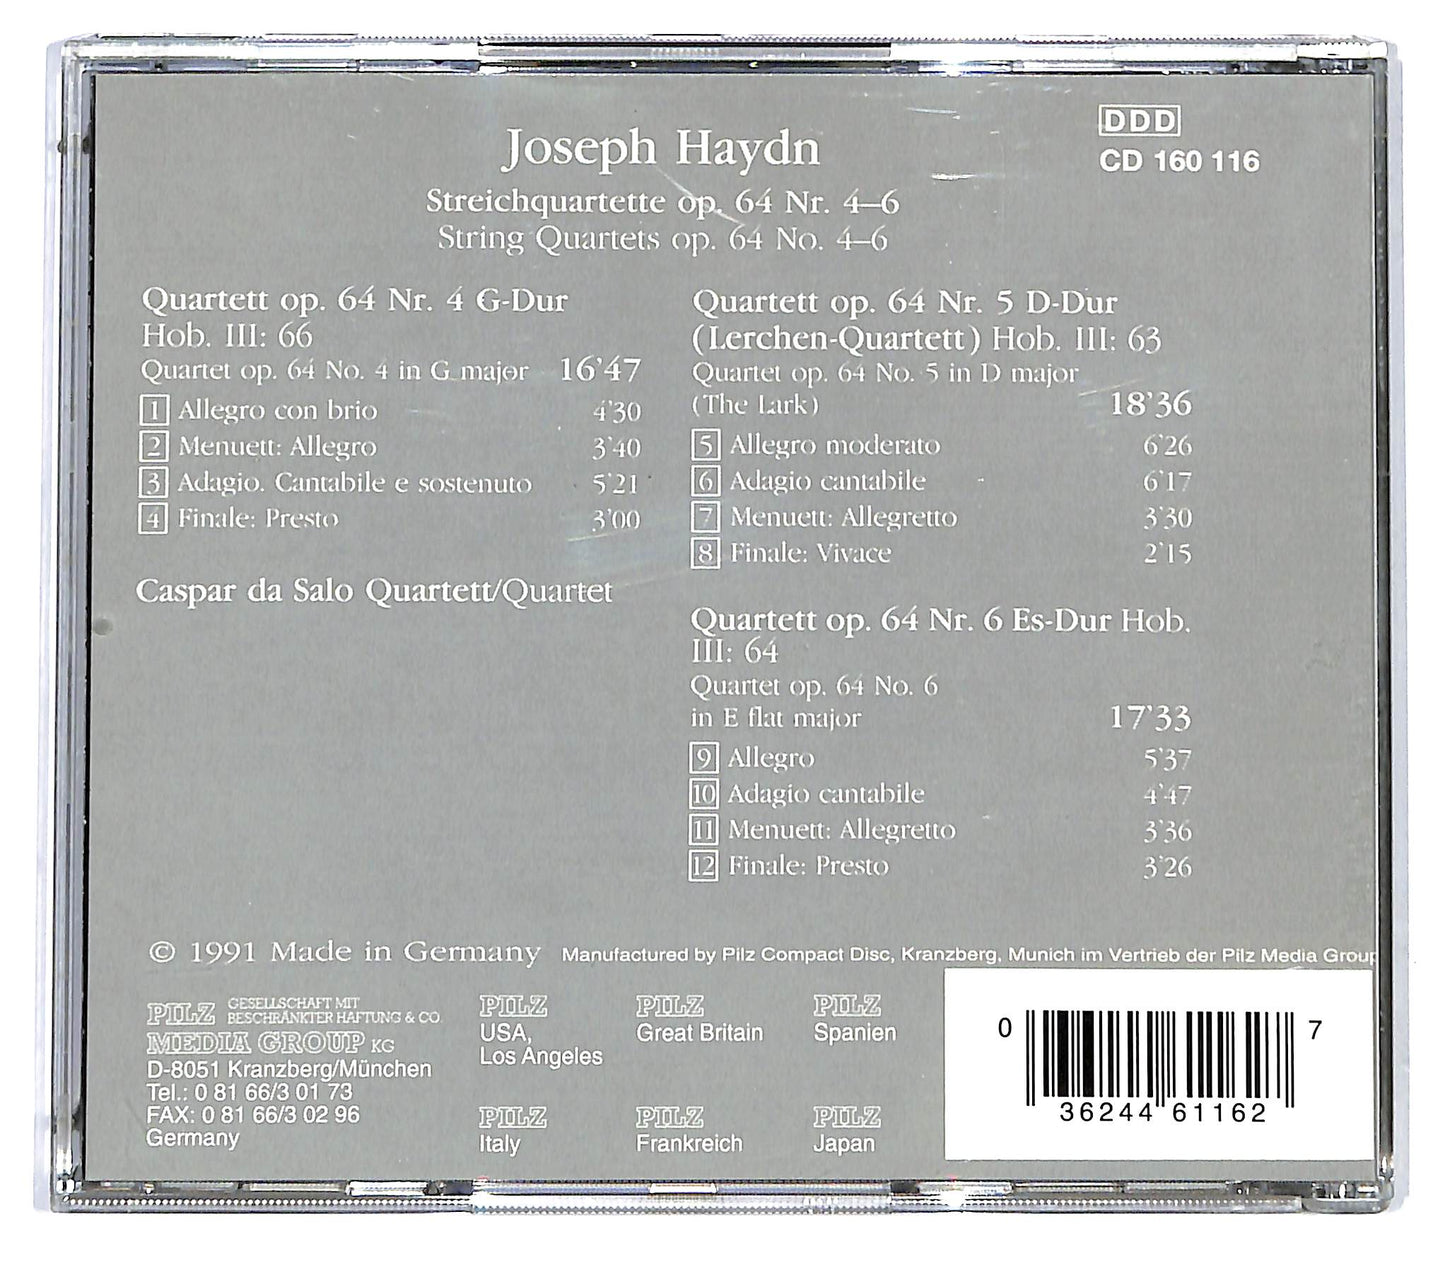 Joseph Haydn
Streichquartette op. 64 Nr. 4–6
String Quartets op. 64 No. 4–6
DDD
CD 160 116
Quartett op. 64 Nr. 4 G-Dur
Hob. III: 66
Quartet op. 64 No. 4 in G major 16'47
1 Allegro con brio 4'30
2 Menuett: Allegro 3'40
3 Adagio. Cantabile e sostenuto 5'21
4 Finale: Presto 3'00
Caspar da Salo Quartett/Quartet
Quartett op. 64 Nr. 5 D-Dur
(Lerchen-Quartett) Hob. III: 63
Quartet op. 64 No. 5 in D major
(The Lark) 18'36
5 Allegro moderato 6'26
6 Adagio cantabile 6'17
7 Menuett: Allegretto 3'30
8 Finale: Vivace 2'15
Quartett op. 64 Nr. 6 Es-Dur Hob.
III: 64
Quartet op. 64 No. 6
in E flat major 17'33
9 Allegro 5'37
10 Adagio cantabile 4'47
11 Menuett: Allegretto 3'36
12 Finale: Presto 3'26
© 1991 Made in Germany Manufactured by Pilz Compact Disc, Kranzberg, Munich im Vertrieb der Pilz Media Group
PILZ GESELLSCHAFT MIT
BESCHRÄNKTER HAFTUNG & CO.
MEDIA GROUP KG
D-8051 Kranzberg/München
Tel.: 0 81 66/3 01 73
FAX: 0 81 66/3 02 96
Germany
PILZ
USA,
Los Angeles
PILZ
Great Britain
PILZ
Spanien
PILZ
Italy
PILZ
Frankreich
PILZ
Japan
0 36244 61162 7